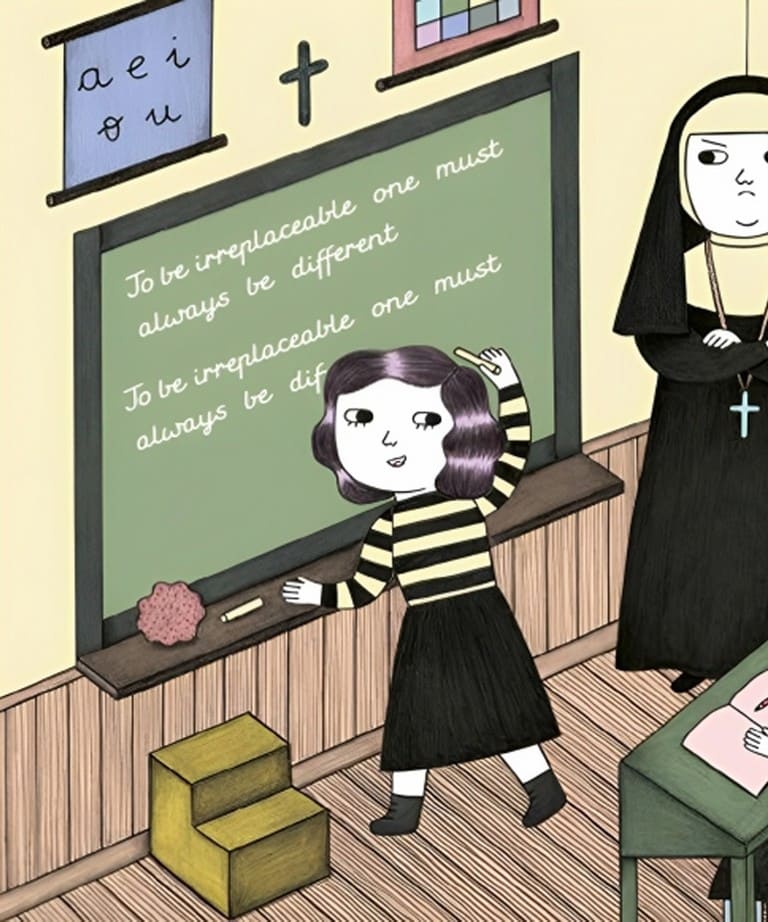 a e i
o u
To be irreplaceable one must
always be different
To be irreplaceable one must
always be dif